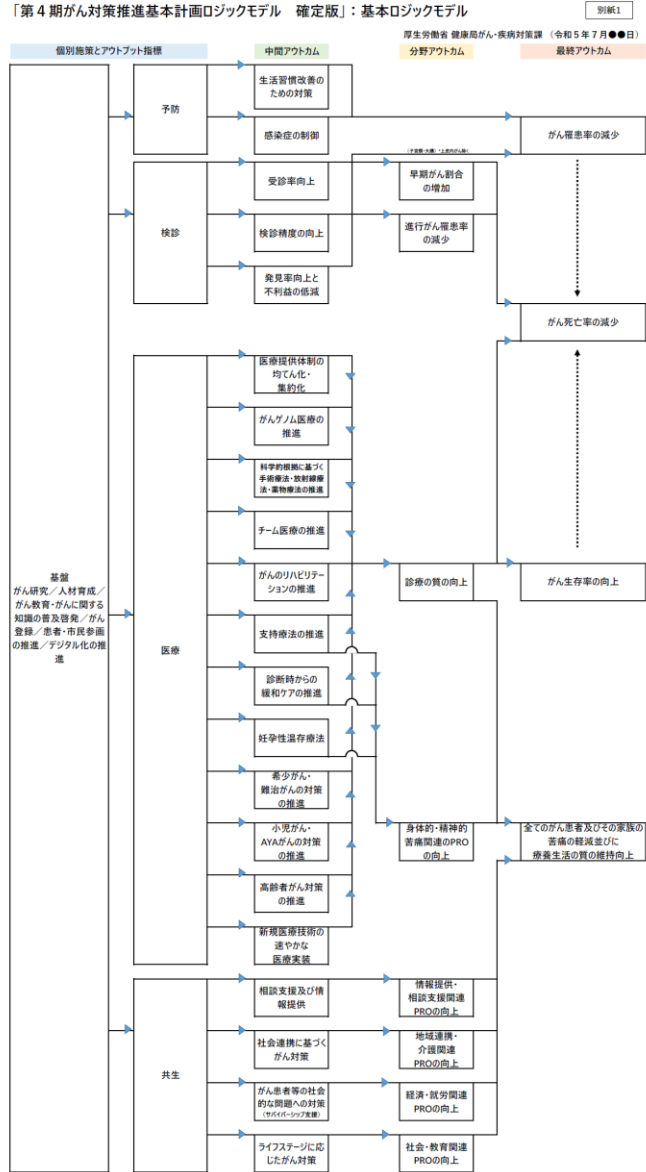 「第４期がん対策推進基本計画ロジックモデル　確定版」：基本ロジックモデル
別紙1
厚生労働省 健康局がん・疾病対策課 （令和５年７月●●日）
個別施策とアウトプット指標
中間アウトカム
分野アウトカム
最終アウトカム
基盤
がん研究／人材育成／
がん教育・がんに関する
知識の普及啓発／がん
登録／患者・市民参画
の推進／デジタル化の推
進
予防
生活習慣改善の
ための対策
感染症の制御
がん罹患率の減少
検診
受診率向上
早期がん割合
の増加
検診精度の向上
進行がん罹患率
の減少
発見率向上と
不利益の低減
がん死亡率の減少
医療
医療提供体制の
均てん化・
集約化
がんゲノム医療の
推進
科学的根拠に基づく
手術療法・放射線療
法・薬物療法の推進
チーム医療の推進
がんのリハビリテー
ションの推進
診療の質の向上
がん生存率の向上
支持療法の推進
診断時からの
緩和ケアの推進
妊孕性温存療法
希少がん・
難治がんの対策
の推進
小児がん・
AYAがんの対策
の推進
身体的・精神的
苦痛関連のPRO
の向上
全てのがん患者及びその家族の
苦痛の軽減並びに
療養生活の質の維持向上
高齢者がん対策
の推進
新規医療技術の
速やかな
医療実装
共生
相談支援及び情
報提供
情報提供・
相談支援関連
PROの向上
社会連携に基づく
がん対策
地域連携・
介護関連
PROの向上
がん患者等の社会
的な問題への対策
（サバイバーシップ支援）
経済・就労関連
PROの向上
ライフステージに応
じたがん対策
社会・教育関連
PROの向上